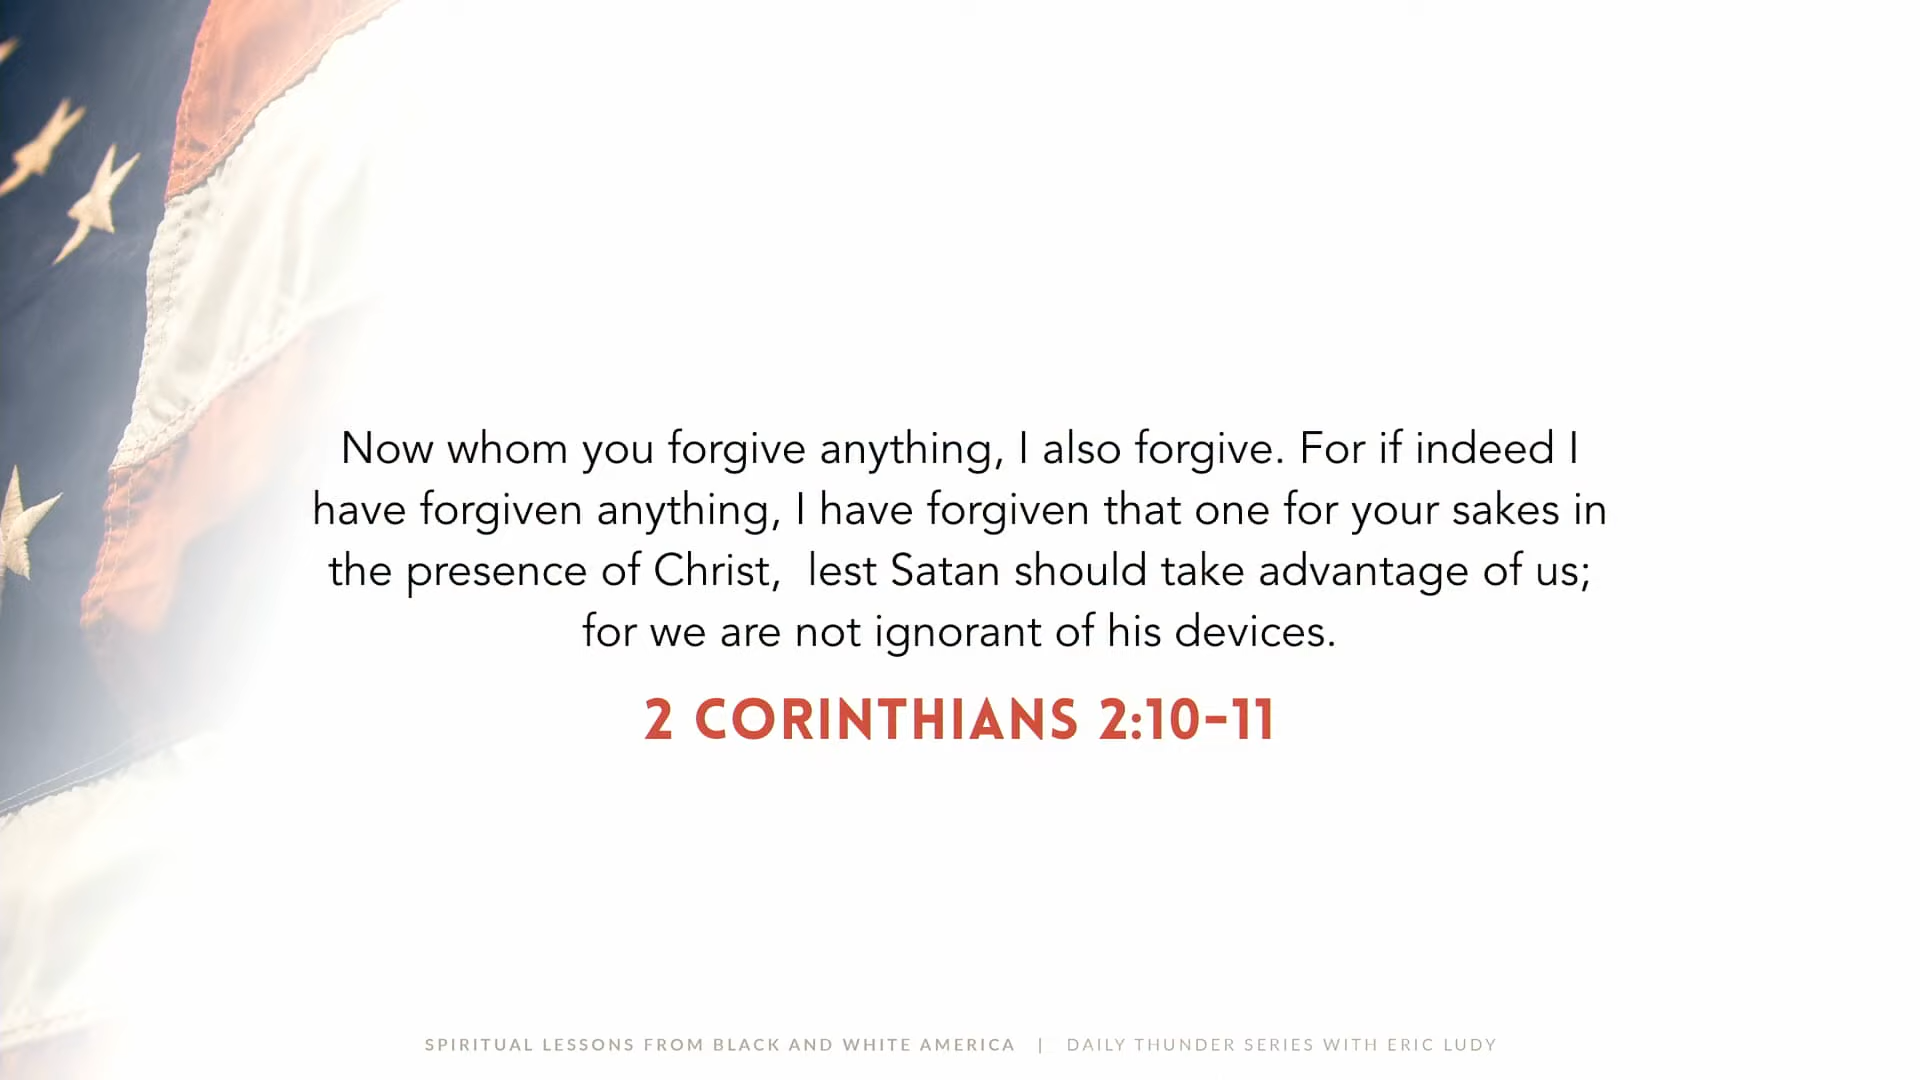 Now whom you forgive anything, I also forgive. For if indeed I
have forgiven anything, I have forgiven that one for your sakes in
the presence of Christ,  lest Satan should take advantage of us;
for we are not ignorant of his devices.
2 CORINTHIANS 2:10-11
SPIRITUAL LESSONS FROM BLACK AND WHITE AMERICA | DAILY THUNDER SERIES WITH ERIC LUDY